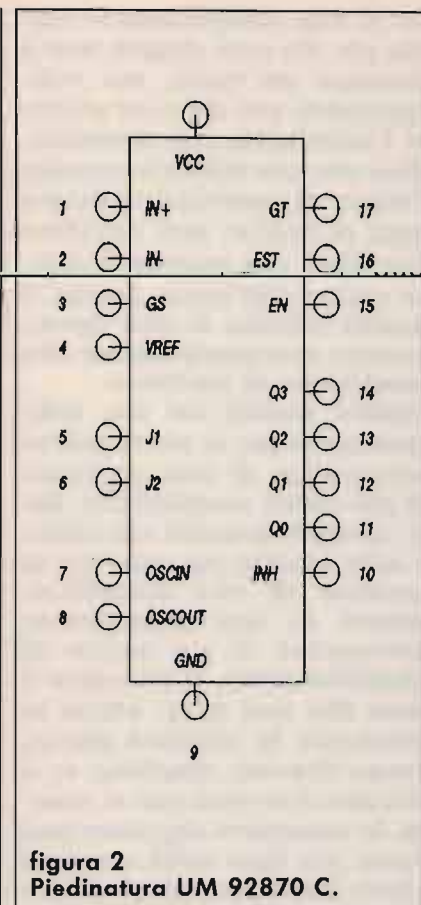 VCC
1 IN+ GT 17
2 IN- EST 16
3 GS EN 15
4 VREF
Q3 14
5 J1 Q2 13
6 J2 Q1 12
Q0 11
7 OSCIN INH 10
8 OSCOUT
GND
9
figura 2
Piedinatura UM 92870 C.